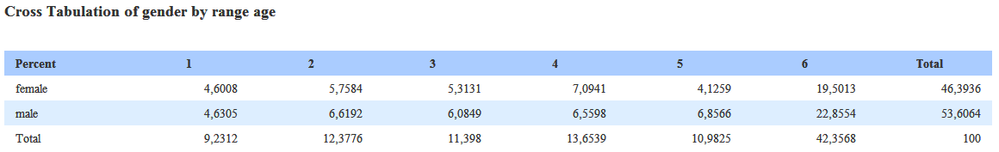 Cross Tabulation of gender by range age
Percent 1 2 3 4 5 6 Total
female 4,6008 5,7584 5,3131 7,0941 4,1259 19,5013 46,3936
male 4,6305 6,6192 6,0849 6,5598 6,8566 22,8554 53,6064
Total 9,2312 12,3776 11,398 13,6539 10,9825 42,3568 100